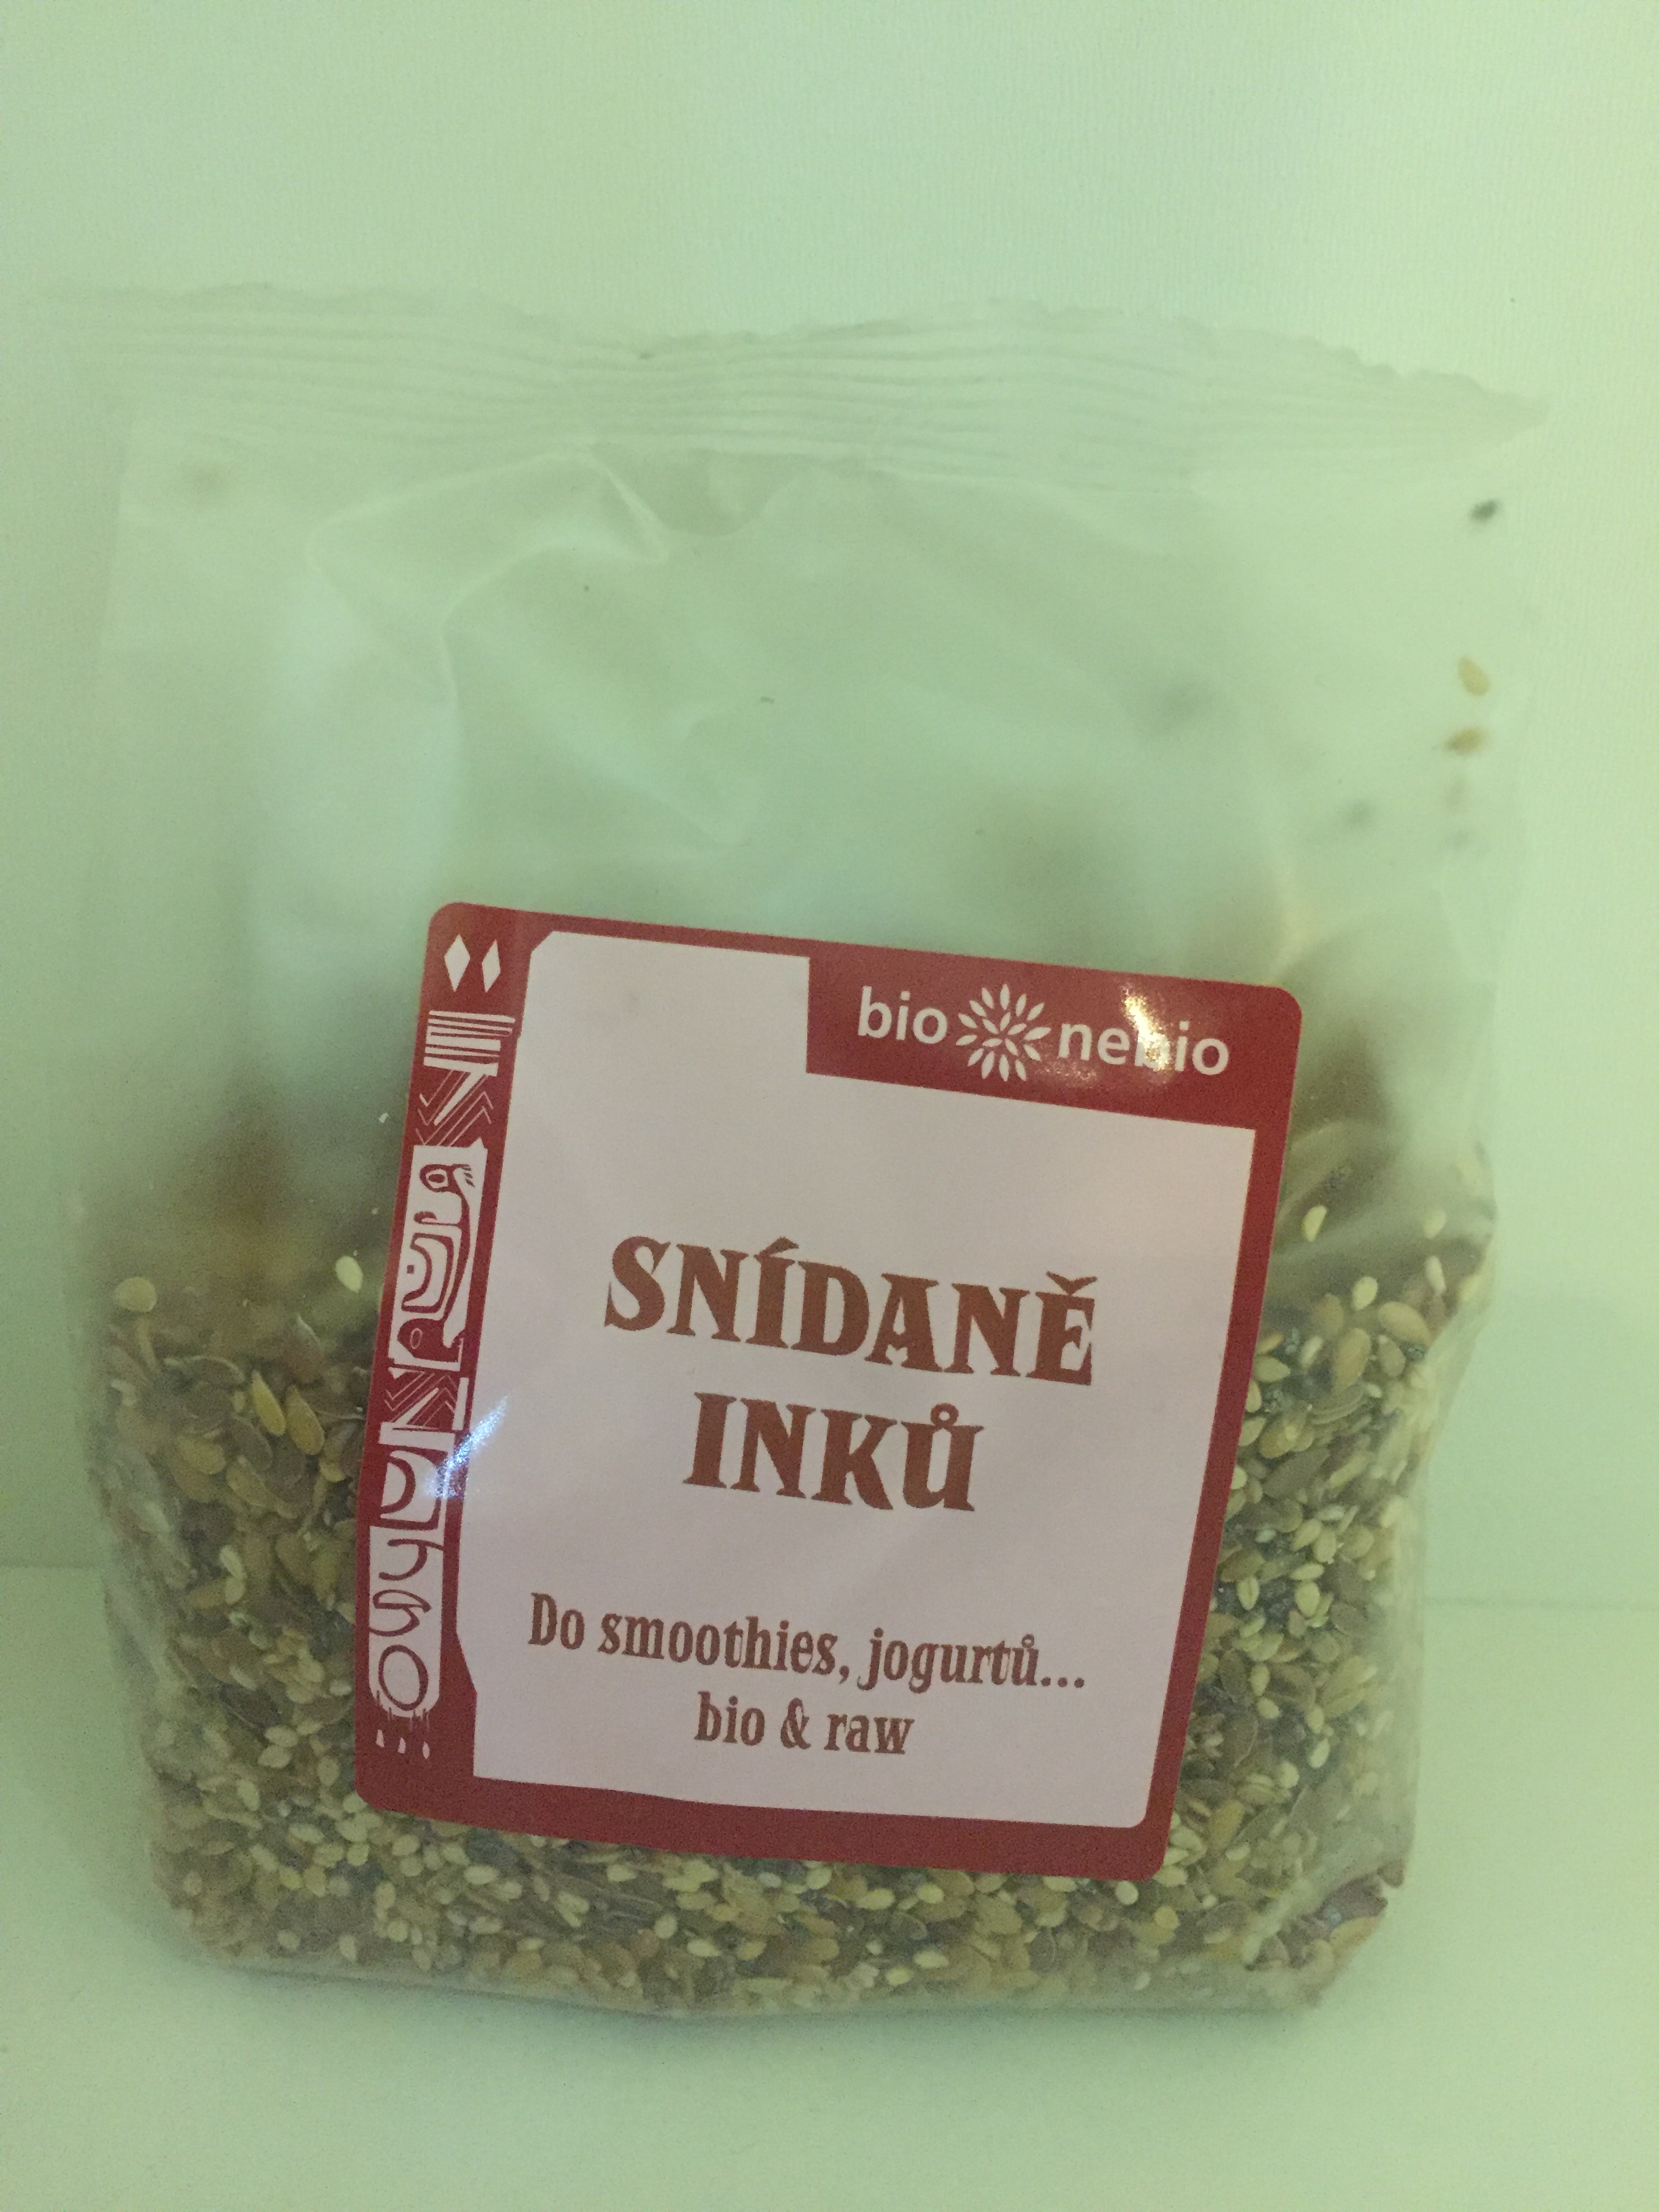 bio nebio
SNÍDANĚ
INKŮ
Do smoothies, jogurtů...
bio & raw